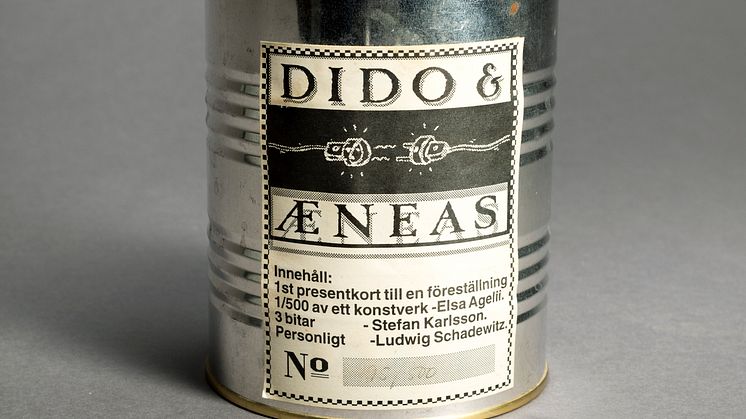 DIDO &
ÆNEAS
Innehåll:
1st presentkort till en föreställning
1/500 av ett konstverk -Elsa Agelii.
3 bitar - Stefan Karlsson.
Personligt -Ludwig Schadewitz.
No